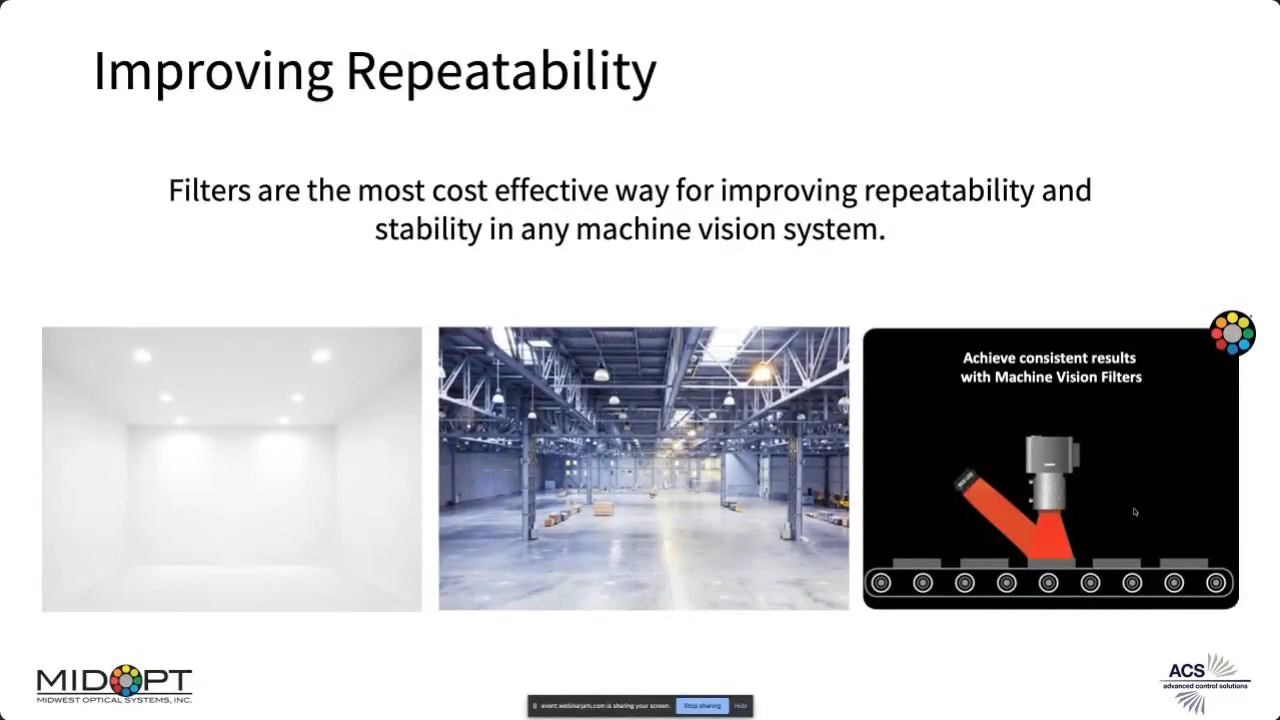 Improving Repeatability
Filters are the most cost effective way for improving repeatability and
stability in any machine vision system.
Achieve consistent results
with Machine Vision Filters
MIDOPT
MIDWEST OPTICAL SYSTEMS, INC.
event.webinarjam.com is sharing your screen.
Stop sharing
Hide
ACS
advanced control solutions